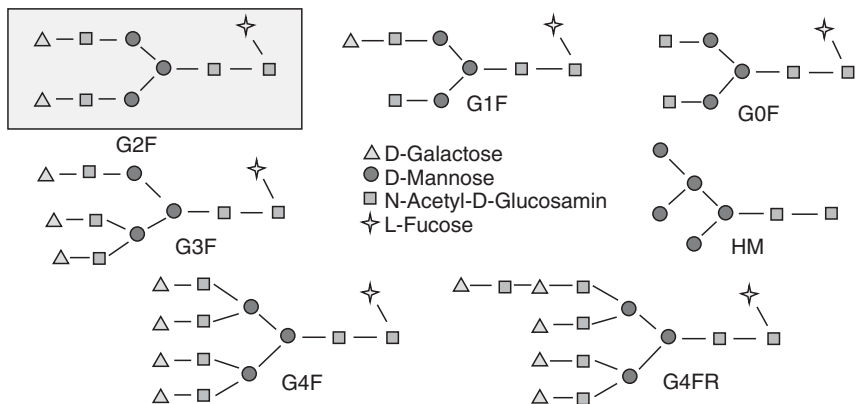 G2F
G1F
G0F
D-Galactose
D-Mannose
N-Acetyl-D-Glucosamin
L-Fucose
G3F
HM
G4F
G4FR